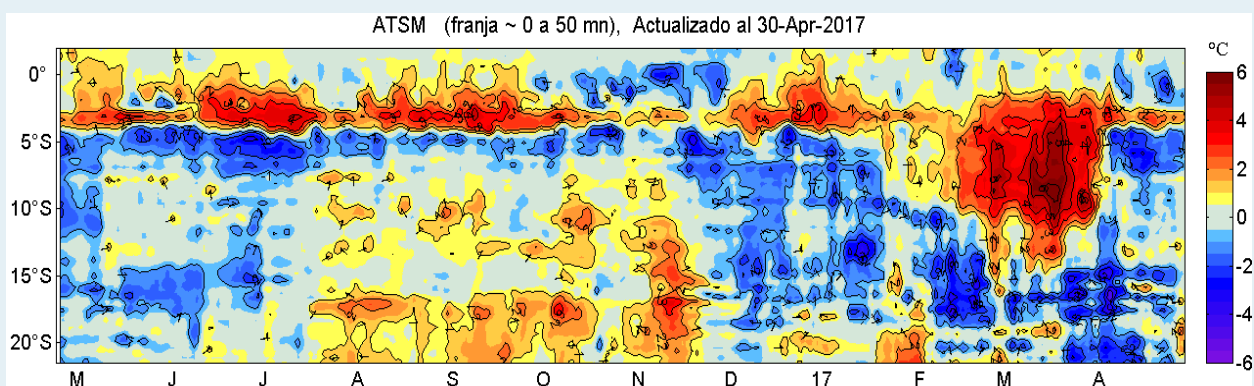 ATSM (franja ~ 0 a 50 mn), Actualizado al 30-Apr-2017
°C
0°
5°S
10°S
15°S
20°S
6
4
2
0
-2
-4
-6
M J J A S O N D 17 F M A